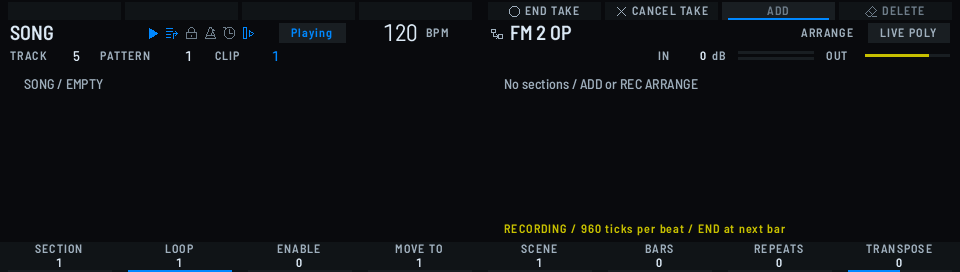 END TAKE CANCEL TAKE ADD DELETE
SONG Playing 120 BPM FM 2 OP ARRANGE LIVE POLY
TRACK 5 PATTERN 1 CLIP 1 IN 0 dB OUT
SONG / EMPTY No sections / ADD or REC ARRANGE
RECORDING / 960 ticks per beat / END at next bar
SECTION LOOP ENABLE MOVE TO SCENE BARS REPEATS TRANSPOSE
1 1 0 1 1 0 0 0